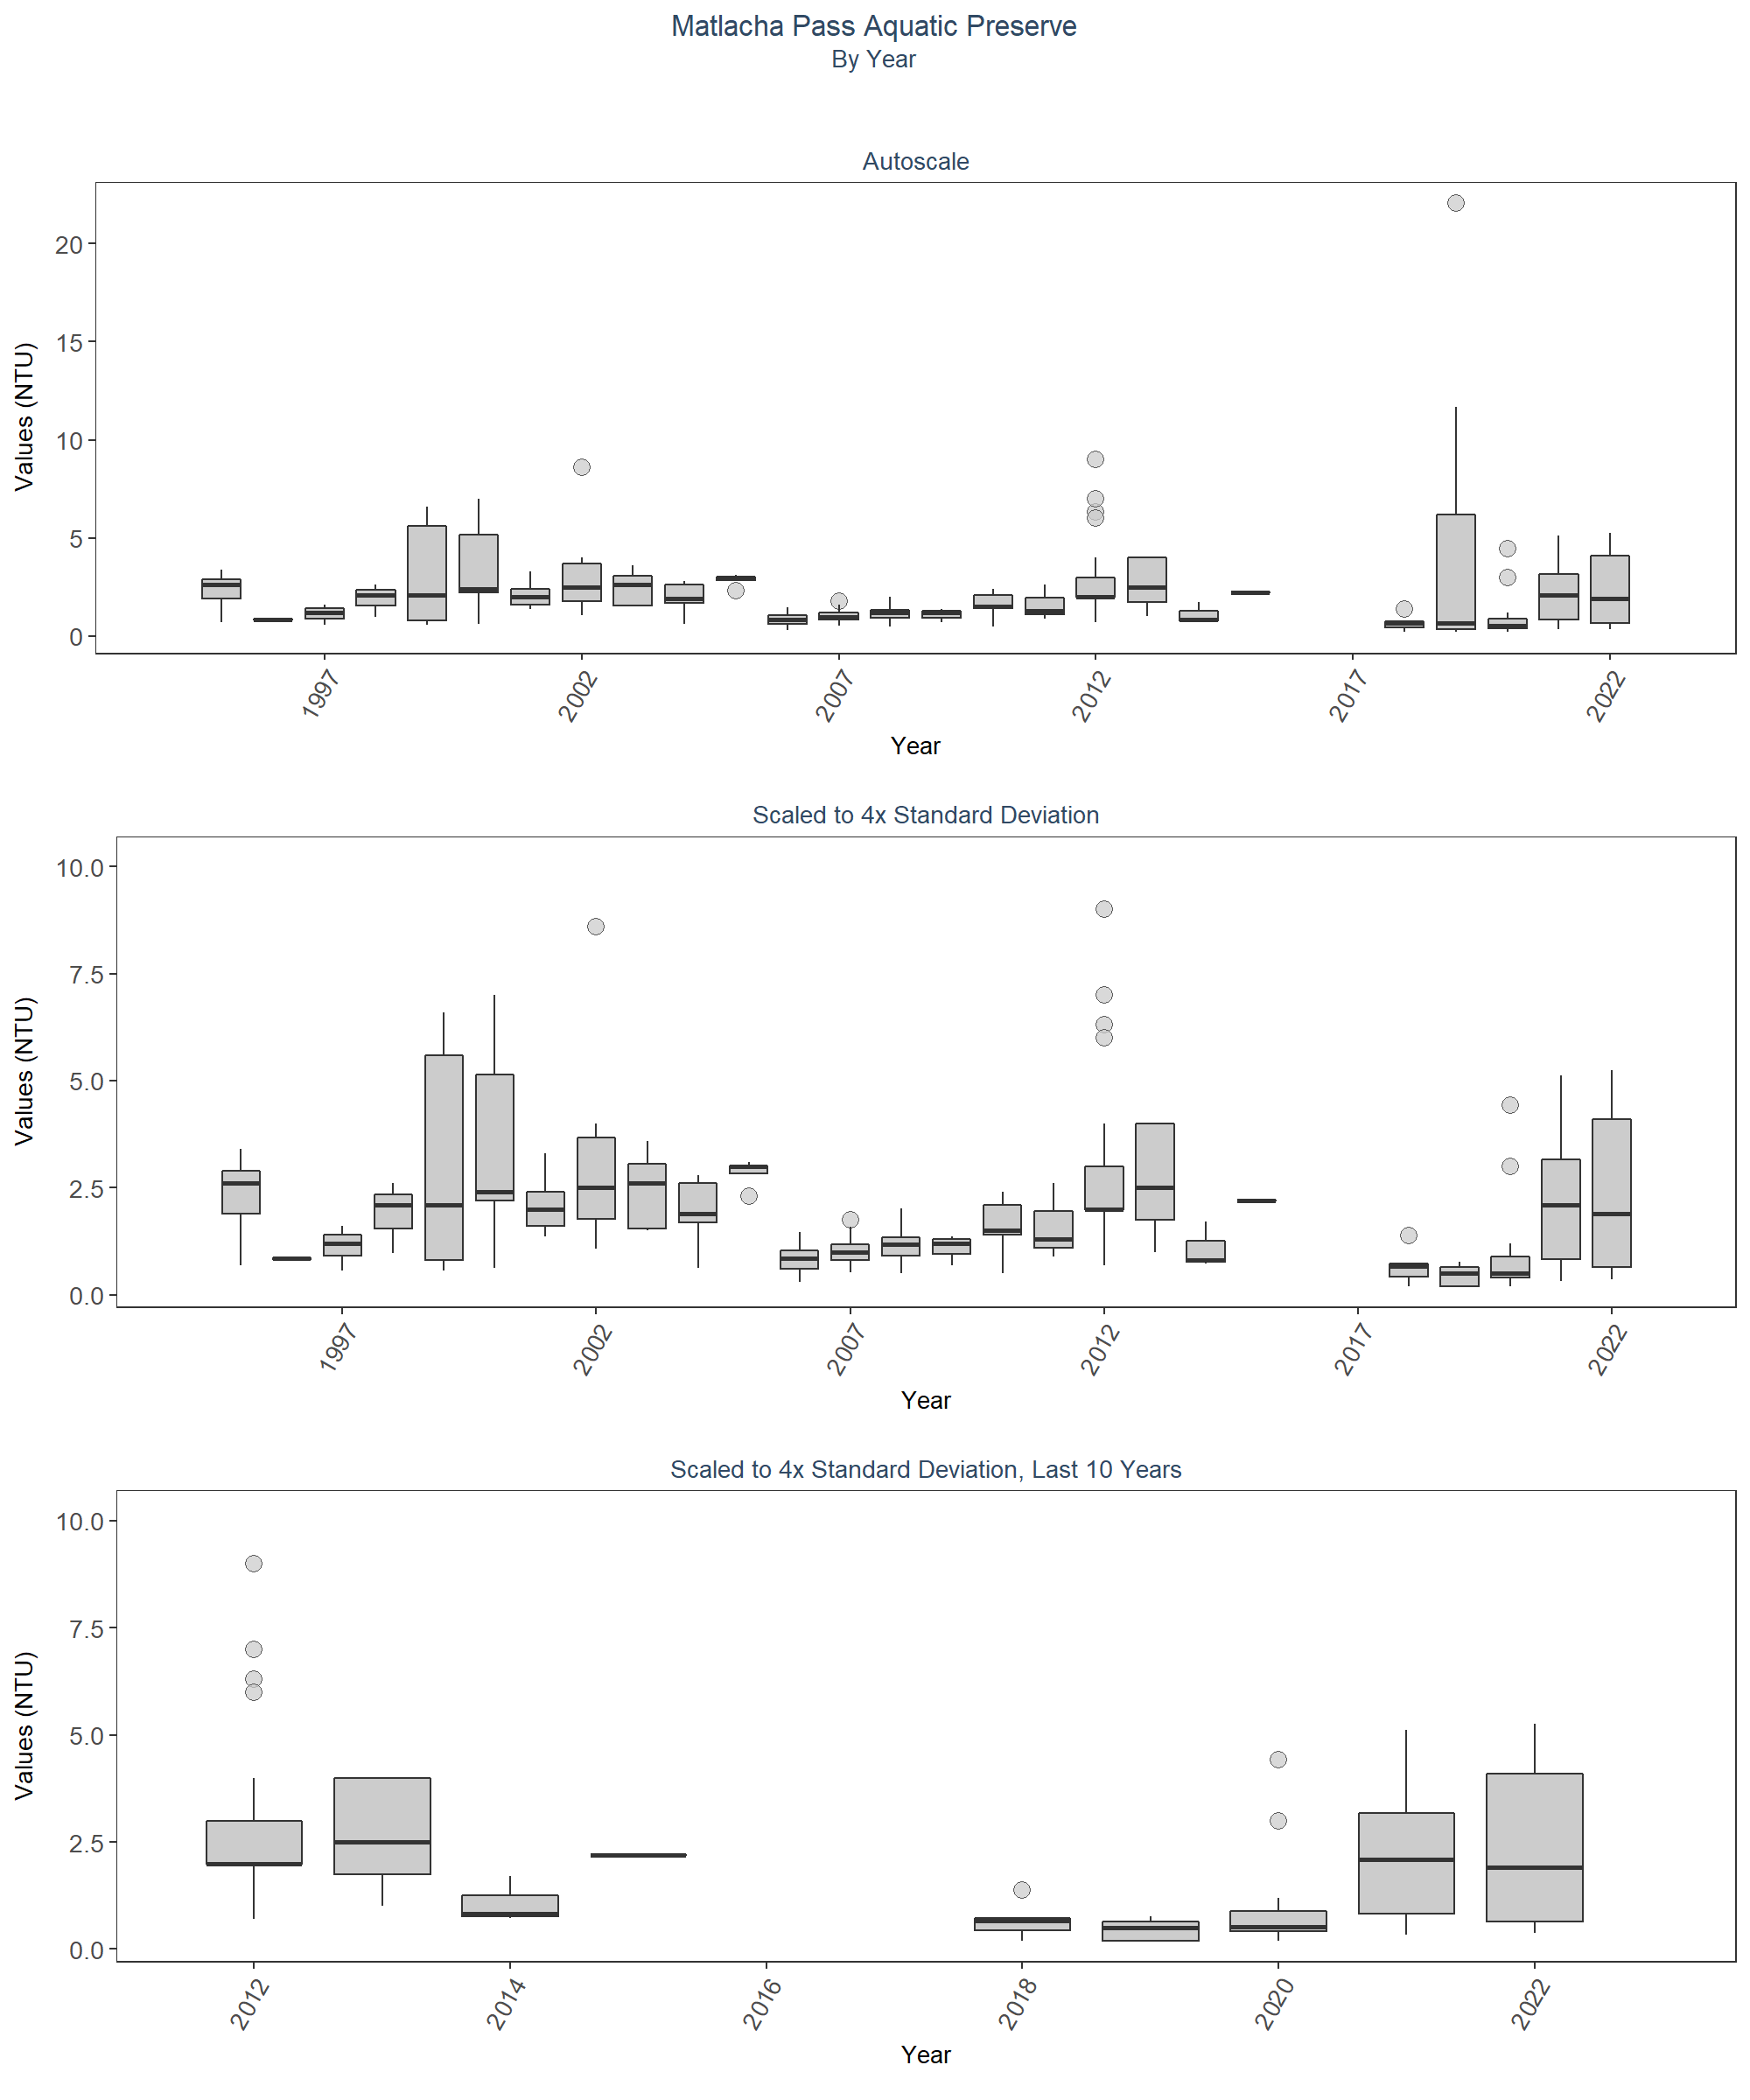 Matlacha Pass Aquatic Preserve
By Year
Autoscale
Values (NTU)
20
15
10
5
0
1997 2002 2007 2012 2017 2022
Year
Scaled to 4x Standard Deviation
Values (NTU)
10.0
7.5
5.0
2.5
0.0
1997 2002 2007 2012 2017 2022
Year
Scaled to 4x Standard Deviation, Last 10 Years
Values (NTU)
10.0
7.5
5.0
2.5
0.0
2012 2014 2016 2018 2020 2022
Year